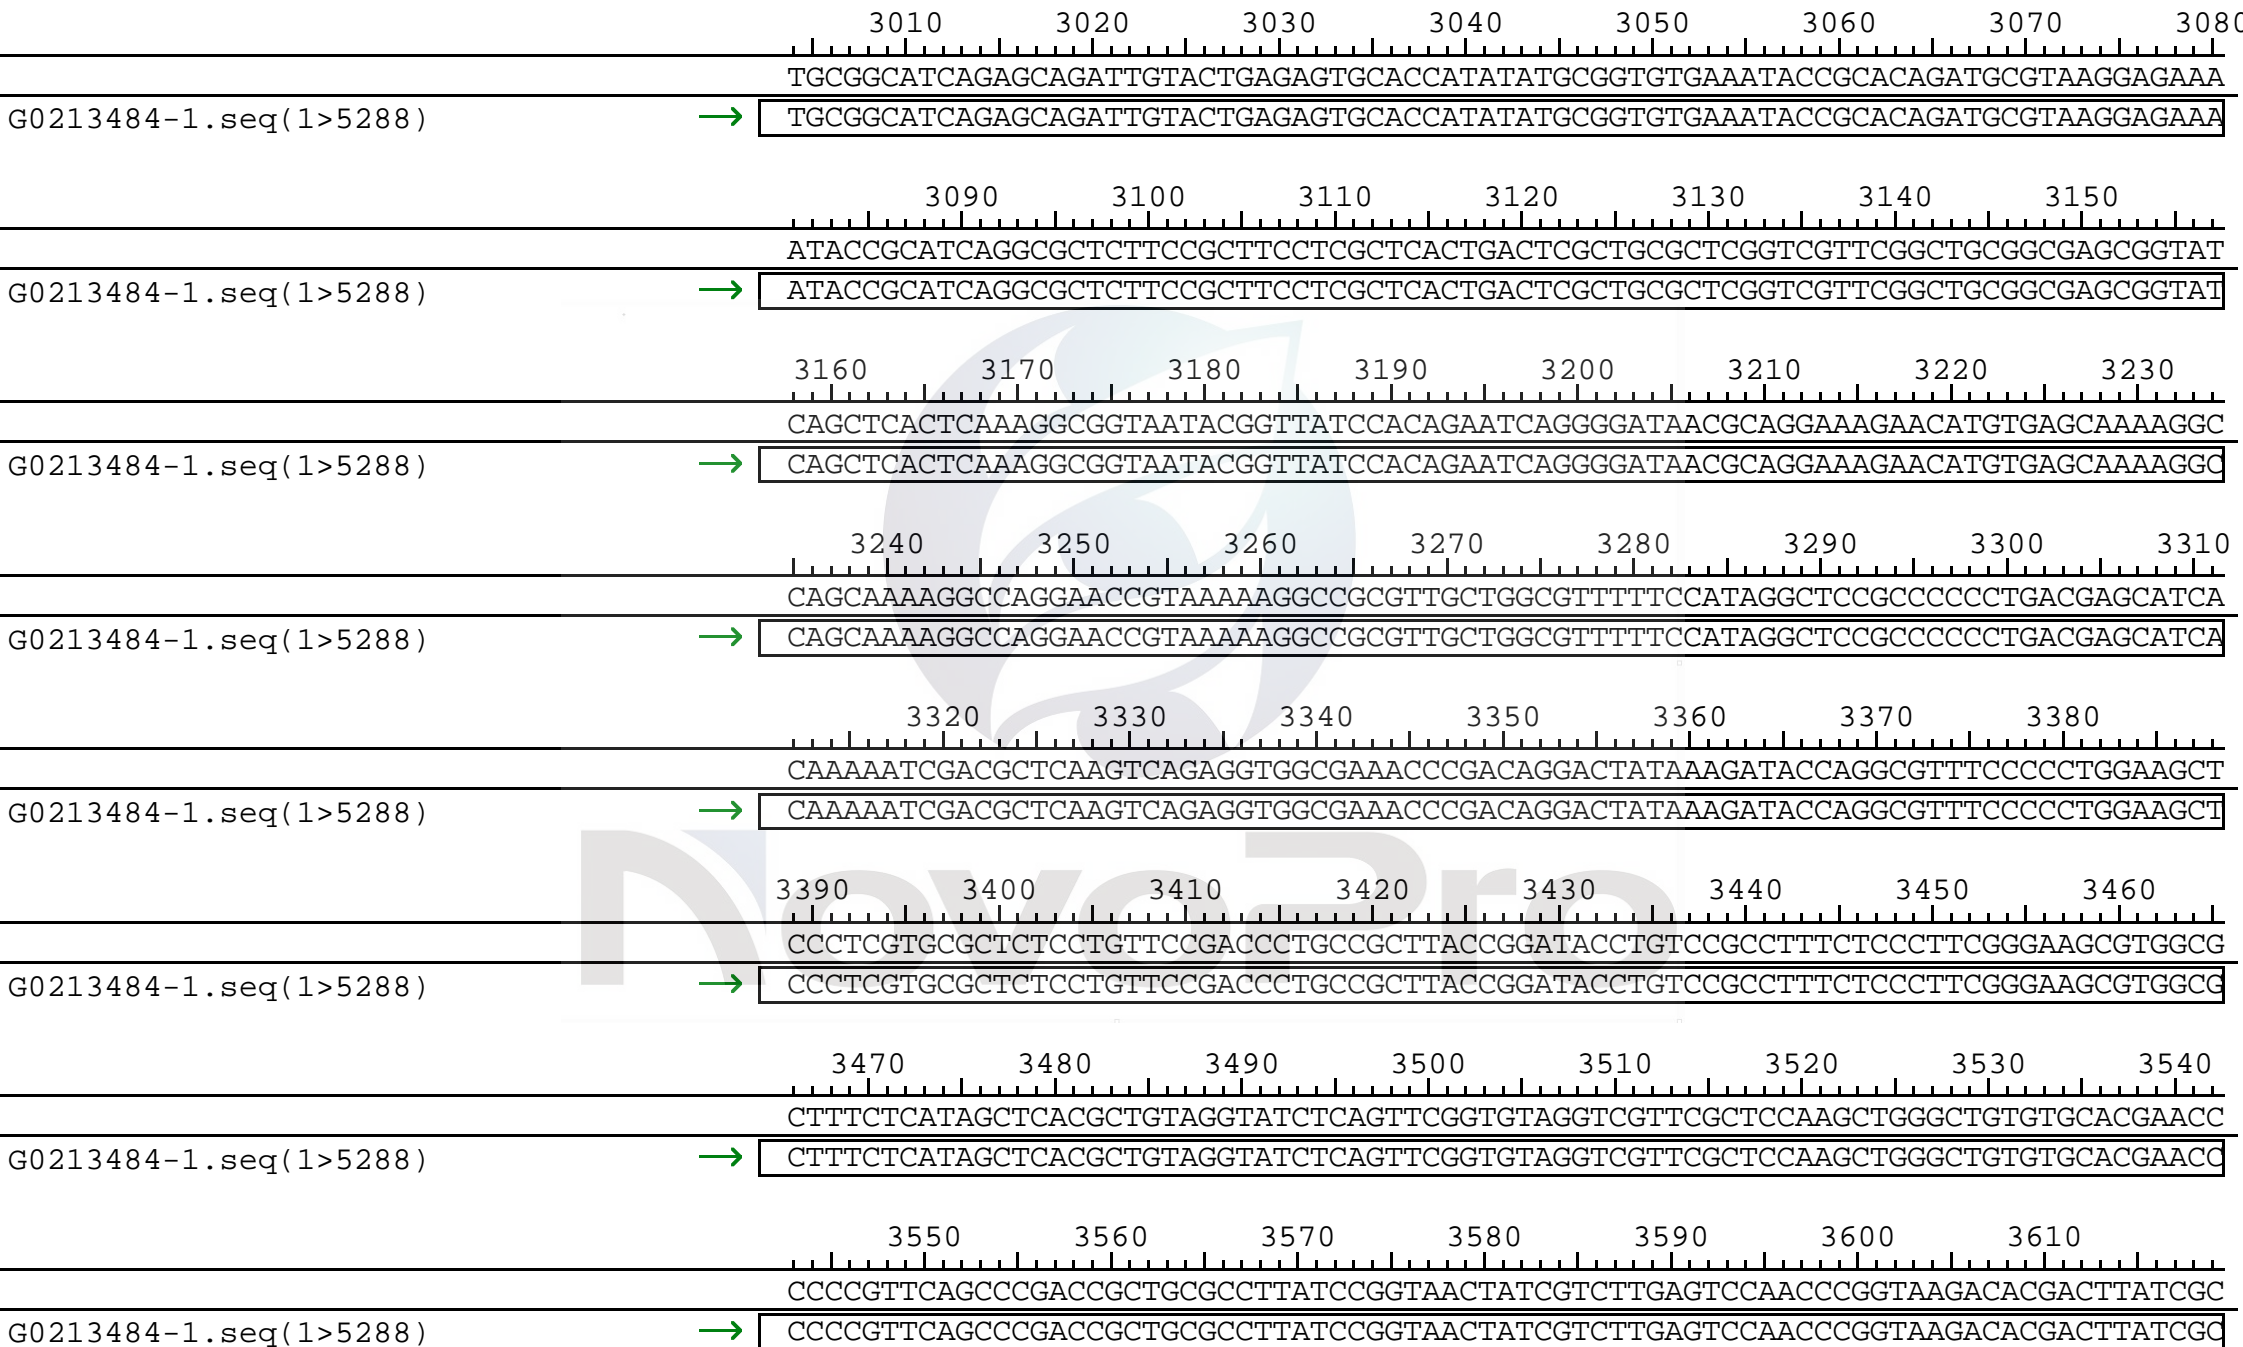 3010 3020 3030 3040 3050 3060 3070 3080
TGCGGCATCAGAGCAGATTGTACTGAGAGTGCACCATATATGCGGTGTGAAATACCGCACAGATGCGTAAGGAGAAA
G0213484-1.seq(1>5288) → TGCGGCATCAGAGCAGATTGTACTGAGAGTGCACCATATATGCGGTGTGAAATACCGCACAGATGCGTAAGGAGAAA
3090 3100 3110 3120 3130 3140 3150
ATACCGCATCAGGCGCTCTTCCGCTTCCTCGCTCACTGACTCGCTGCGCTCGGTCGTTCGGCTGCGGCGAGCGGTAT
G0213484-1.seq(1>5288) → ATACCGCATCAGGCGCTCTTCCGCTTCCTCGCTCACTGACTCGCTGCGCTCGGTCGTTCGGCTGCGGCGAGCGGTAT
3160 3170 3180 3190 3200 3210 3220 3230
CAGCTCACTCAAAGGCGGTAATACGGTTATCCACAGAATCAGGGGATAACGCAGGAAAGAACATGTGAGCAAAAGGC
G0213484-1.seq(1>5288) → CAGCTCACTCAAAGGCGGTAATACGGTTATCCACAGAATCAGGGGATAACGCAGGAAAGAACATGTGAGCAAAAGGC
3240 3250 3260 3270 3280 3290 3300 3310
CAGCAAAAGGCCAGGAACCGTAAAAAGGCCGCGTTGCTGGCGTTTTTCCATAGGCTCCGCCCCCCTGACGAGCATCA
G0213484-1.seq(1>5288) → CAGCAAAAGGCCAGGAACCGTAAAAAGGCCGCGTTGCTGGCGTTTTTCCATAGGCTCCGCCCCCCTGACGAGCATCA
3320 3330 3340 3350 3360 3370 3380
CAAAAATCGACGCTCAAGTCAGAGGTGGCGAAACCCGACAGGACTATAAAGATACCAGGCGTTTCCCCCTGGAAGCT
G0213484-1.seq(1>5288) → CAAAAATCGACGCTCAAGTCAGAGGTGGCGAAACCCGACAGGACTATAAAGATACCAGGCGTTTCCCCCTGGAAGCT
NovoPro
3390 3400 3410 3420 3430 3440 3450 3460
CCCTCGTGCGCTCTCCTGTTCCGACCCTGCCGCTTACCGGATACCTGTCCGCCTTTCTCCCTTCGGGAAGCGTGGCG
G0213484-1.seq(1>5288) → CCCTCGTGCGCTCTCCTGTTCCGACCCTGCCGCTTACCGGATACCTGTCCGCCTTTCTCCCTTCGGGAAGCGTGGCG
3470 3480 3490 3500 3510 3520 3530 3540
CTTTCTCATAGCTCACGCTGTAGGTATCTCAGTTCGGTGTAGGTCGTTCGCTCCAAGCTGGGCTGTGTGCACGAACC
G0213484-1.seq(1>5288) → CTTTCTCATAGCTCACGCTGTAGGTATCTCAGTTCGGTGTAGGTCGTTCGCTCCAAGCTGGGCTGTGTGCACGAACC
3550 3560 3570 3580 3590 3600 3610
CCCCGTTCAGCCCGACCGCTGCGCCTTATCCGGTAACTATCGTCTTGAGTCCAACCCGGTAAGACACGACTTATCGC
G0213484-1.seq(1>5288) → CCCCGTTCAGCCCGACCGCTGCGCCTTATCCGGTAACTATCGTCTTGAGTCCAACCCGGTAAGACACGACTTATCGC